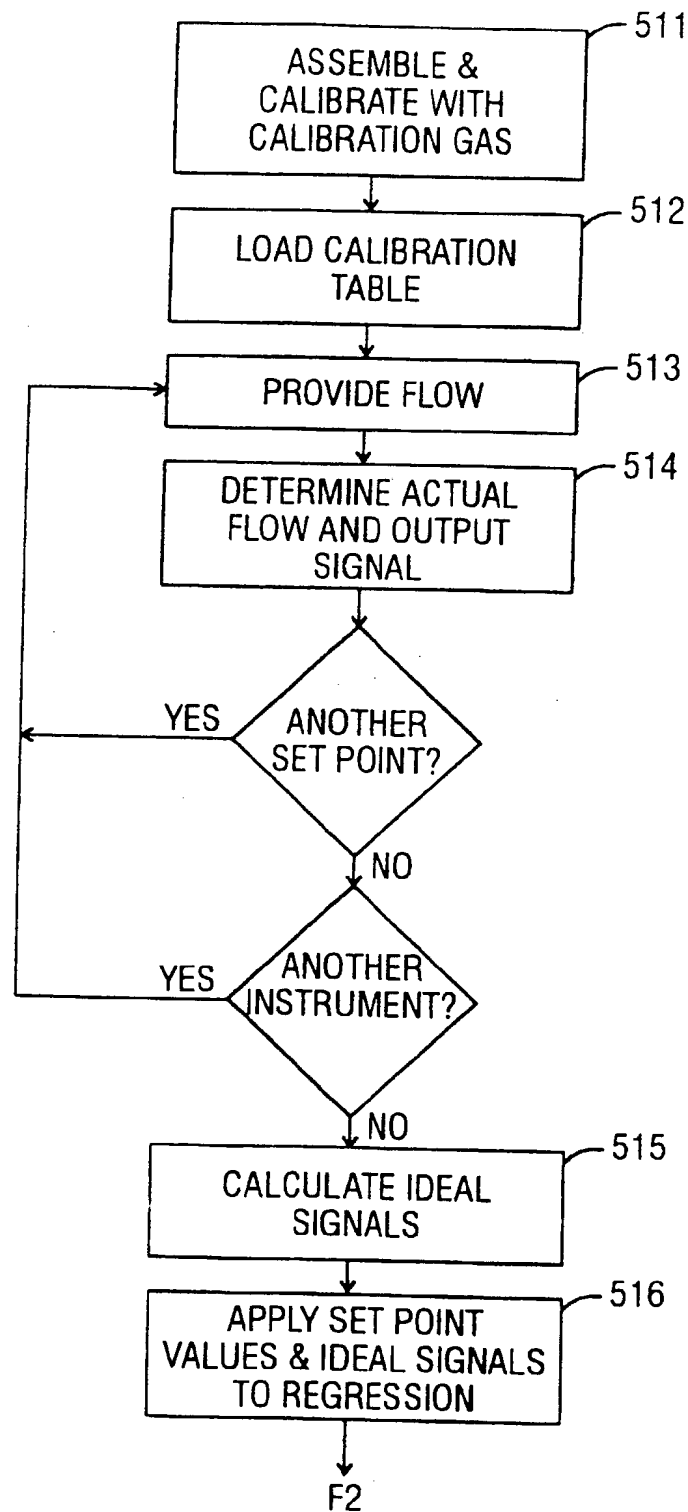 511
ASSEMBLE &
CALIBRATE WITH
CALIBRATION GAS
512
LOAD CALIBRATION
TABLE
513
PROVIDE FLOW
514
DETERMINE ACTUAL
FLOW AND OUTPUT
SIGNAL
YES
ANOTHER
SET POINT?
NO
YES
ANOTHER
INSTRUMENT?
NO
515
CALCULATE IDEAL
SIGNALS
516
APPLY SET POINT
VALUES & IDEAL SIGNALS
TO REGRESSION
F2